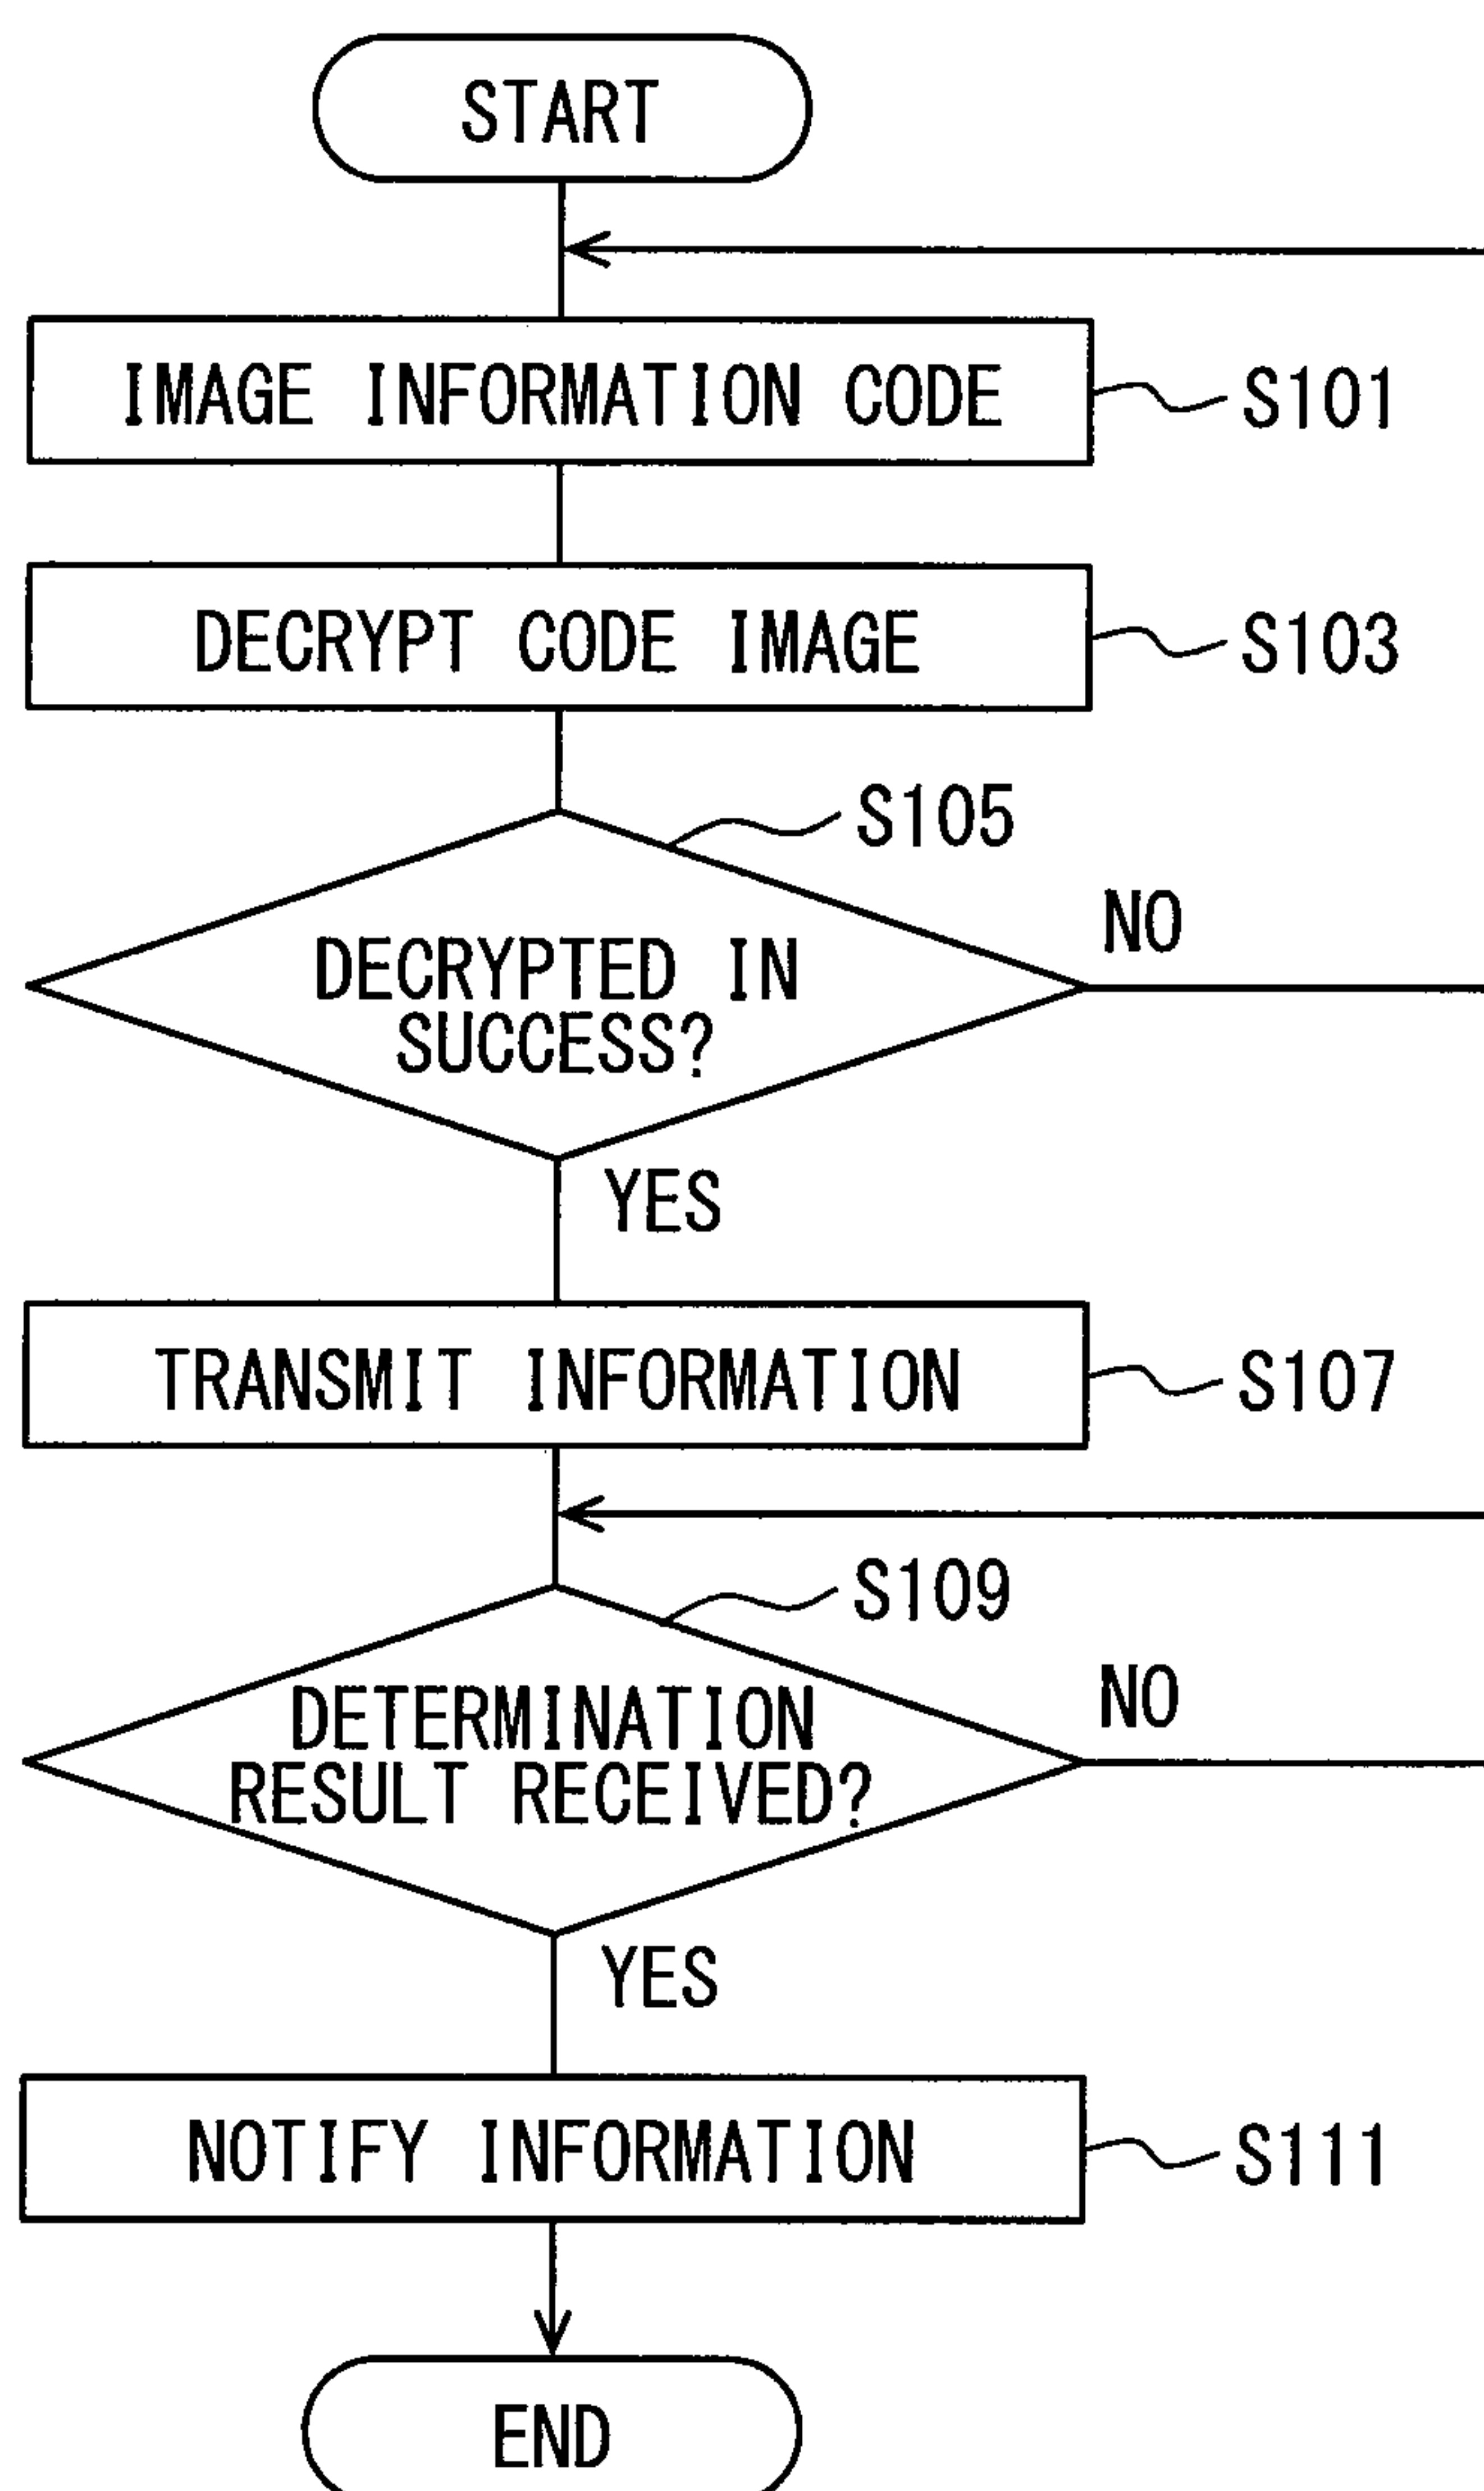 START
IMAGE INFORMATION CODE S101
DECRYPT CODE IMAGE S103
S105
NO
DECRYPTED IN
SUCCESS?
YES
TRANSMIT INFORMATION S107
S109
NO
DETERMINATION
RESULT RECEIVED?
YES
NOTIFY INFORMATION S111
END